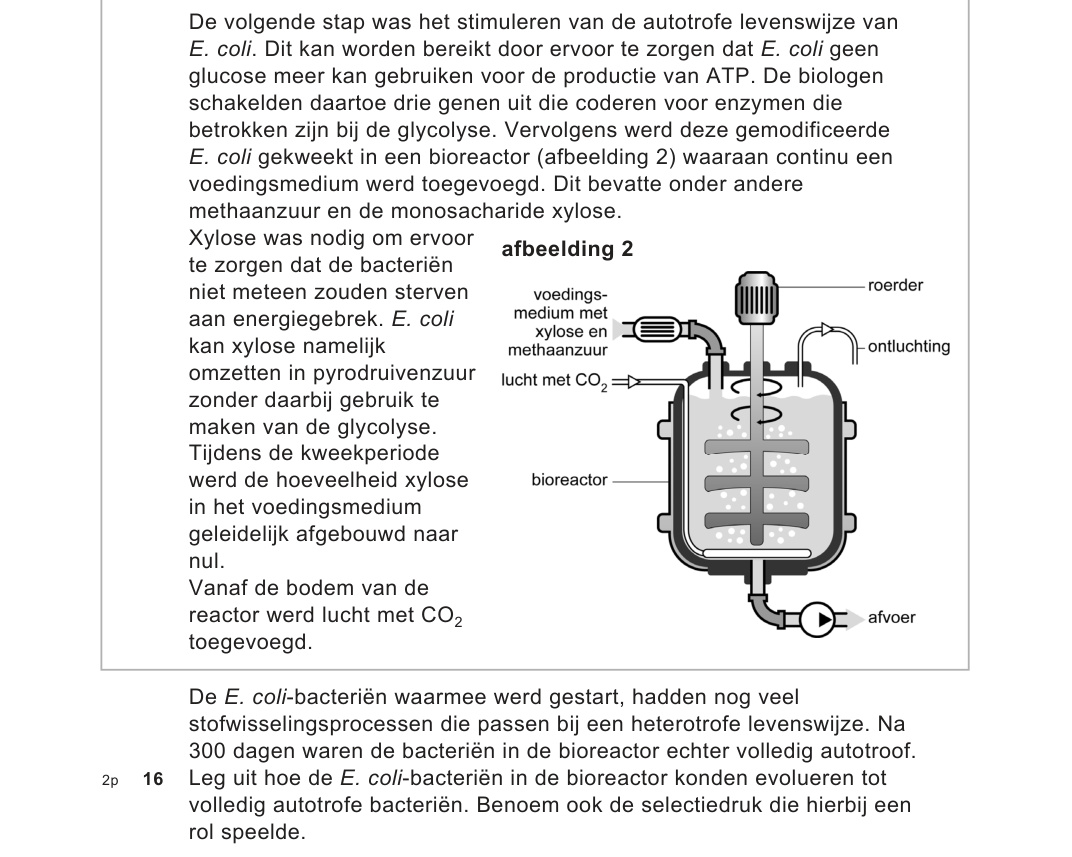 De volgende stap was het stimuleren van de autotrofe levenswijze van
E. coli. Dit kan worden bereikt door ervoor te zorgen dat E. coli geen
glucose meer kan gebruiken voor de productie van ATP. De biologen
schakelden daartoe drie genen uit die coderen voor enzymen die
betrokken zijn bij de glycolyse. Vervolgens werd deze gemodificeerde
E. coli gekweekt in een bioreactor (afbeelding 2) waaraan continu een
voedingsmedium werd toegevoegd. Dit bevatte onder andere
methaanzuur en de monosacharide xylose.
Xylose was nodig om ervoor
te zorgen dat de bacteriën
niet meteen zouden sterven
aan energiegebrek. E. coli
kan xylose namelijk
omzetten in pyrodruivenzuur
zonder daarbij gebruik te
maken van de glycolyse.
Tijdens de kweekperiode
werd de hoeveelheid xylose
in het voedingsmedium
geleidelijk afgebouwd naar
nul.
Vanaf de bodem van de
reactor werd lucht met CO2
toegevoegd.
afbeelding 2
voedings-
medium met
xylose en
methaanzuur
lucht met CO2
bioreactor
roerder
ontluchting
afvoer
De E. coli-bacteriën waarmee werd gestart, hadden nog veel
stofwisselingsprocessen die passen bij een heterotrofe levenswijze. Na
300 dagen waren de bacteriën in de bioreactor echter volledig autotroof.
2p 16 Leg uit hoe de E. coli-bacteriën in de bioreactor konden evolueren tot
volledig autotrofe bacteriën. Benoem ook de selectiedruk die hierbij een
rol speelde.